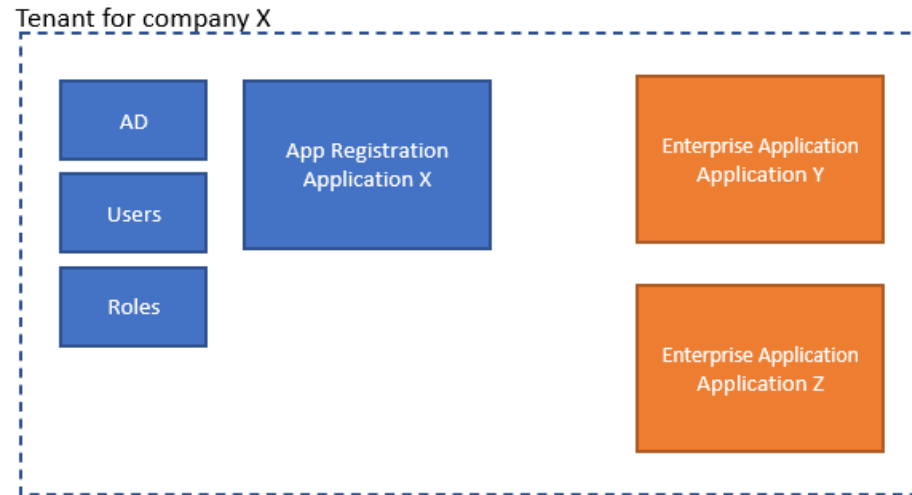 Tenant for company X
AD
Users
Roles
App Registration
Application X
Enterprise Application
Application Y
Enterprise Application
Application Z